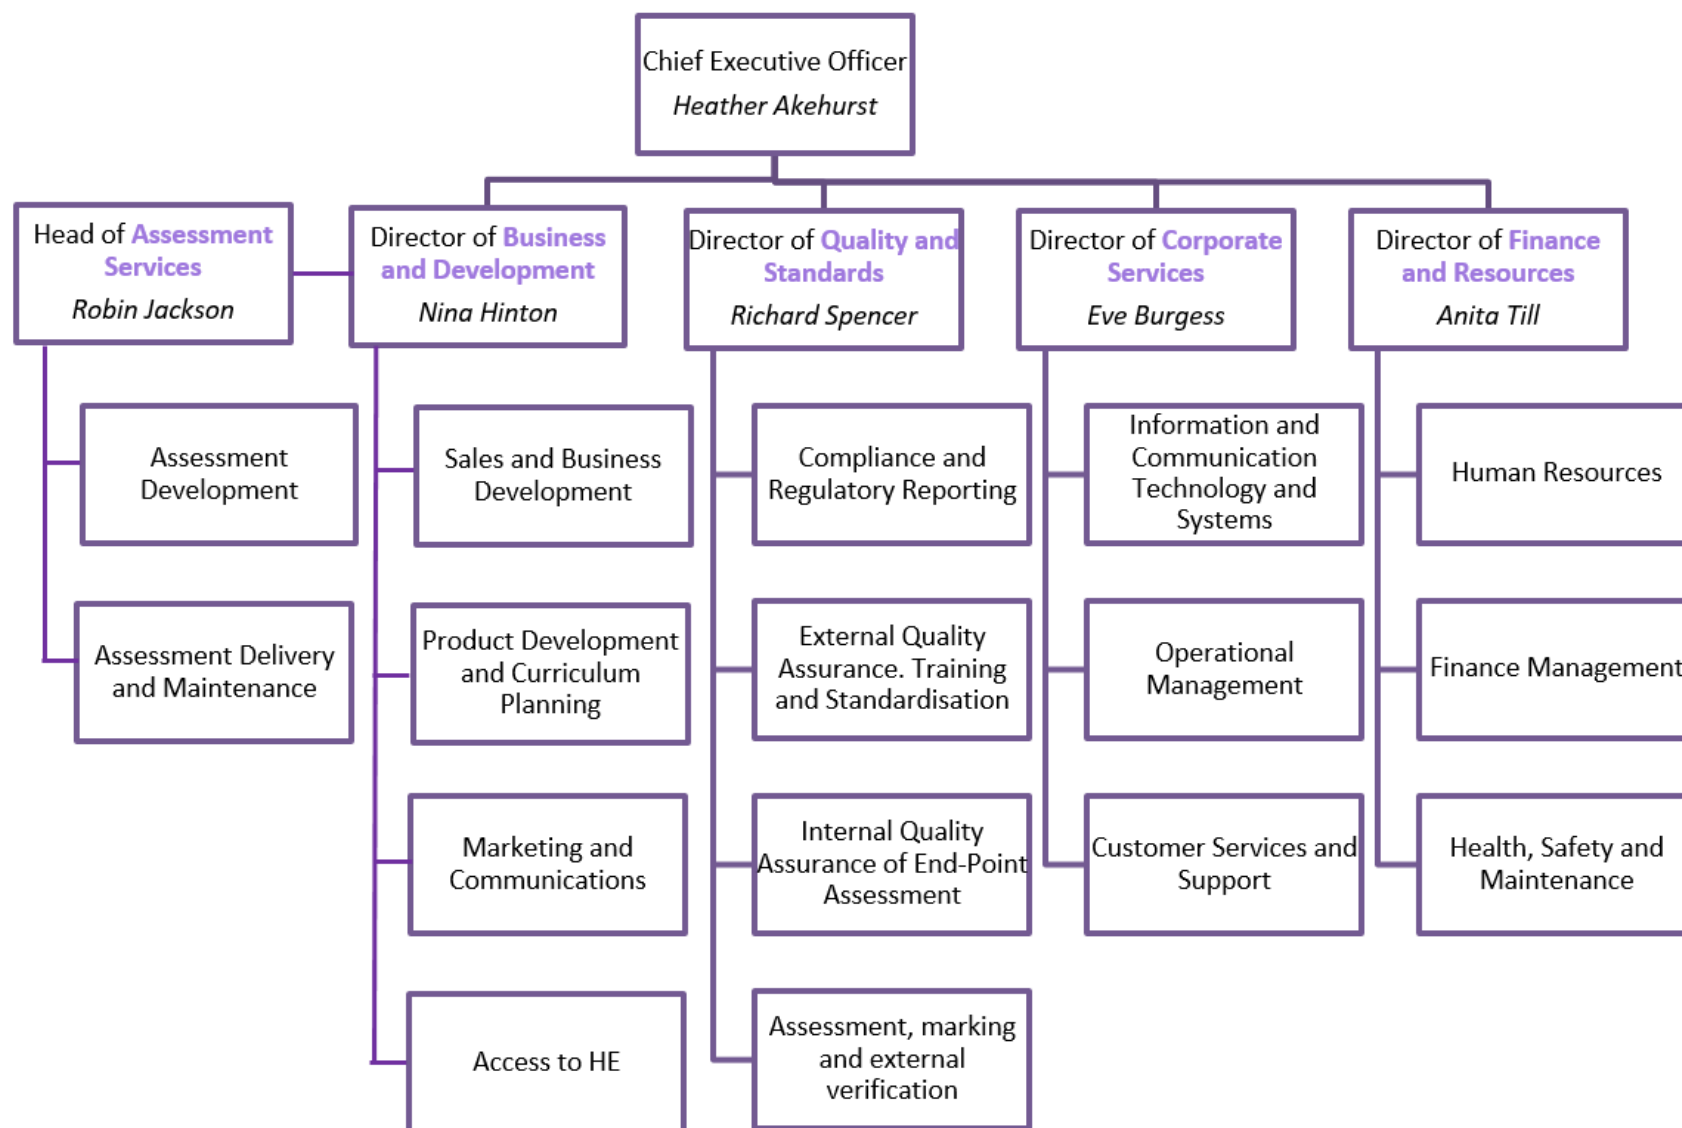 Chief Executive Officer
Heather Akehurst
Head of Assessment
Services
Robin Jackson
Director of Business
and Development
Nina Hinton
Director of Quality and
Standards
Richard Spencer
Director of Corporate
Services
Eve Burgess
Director of Finance
and Resources
Anita Till
Assessment
Development
Assessment Delivery
and Maintenance
Sales and Business
Development
Product Development
and Curriculum
Planning
Marketing and
Communications
Access to HE
Compliance and
Regulatory Reporting
External Quality
Assurance. Training
and Standardisation
Internal Quality
Assurance of End-Point
Assessment
Assessment, marking
and external
verification
Information and
Communication
Technology and
Systems
Operational
Management
Customer Services and
Support
Human Resources
Finance Management
Health, Safety and
Maintenance